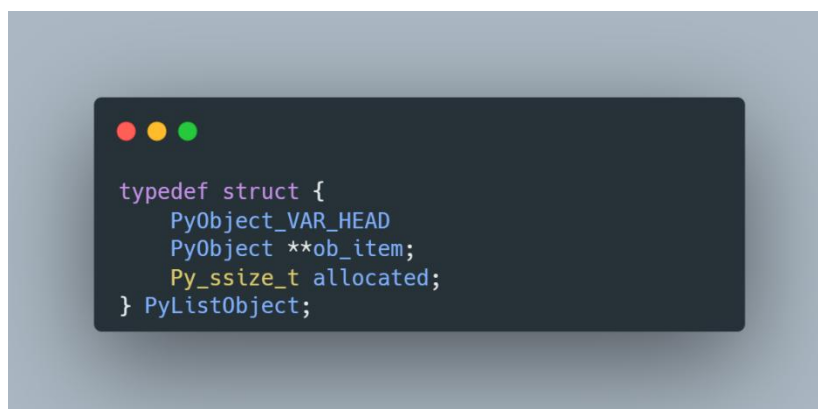 typedef struct {
    PyObject_VAR_HEAD
    PyObject **ob_item;
    Py_ssize_t allocated;
} PyListObject;